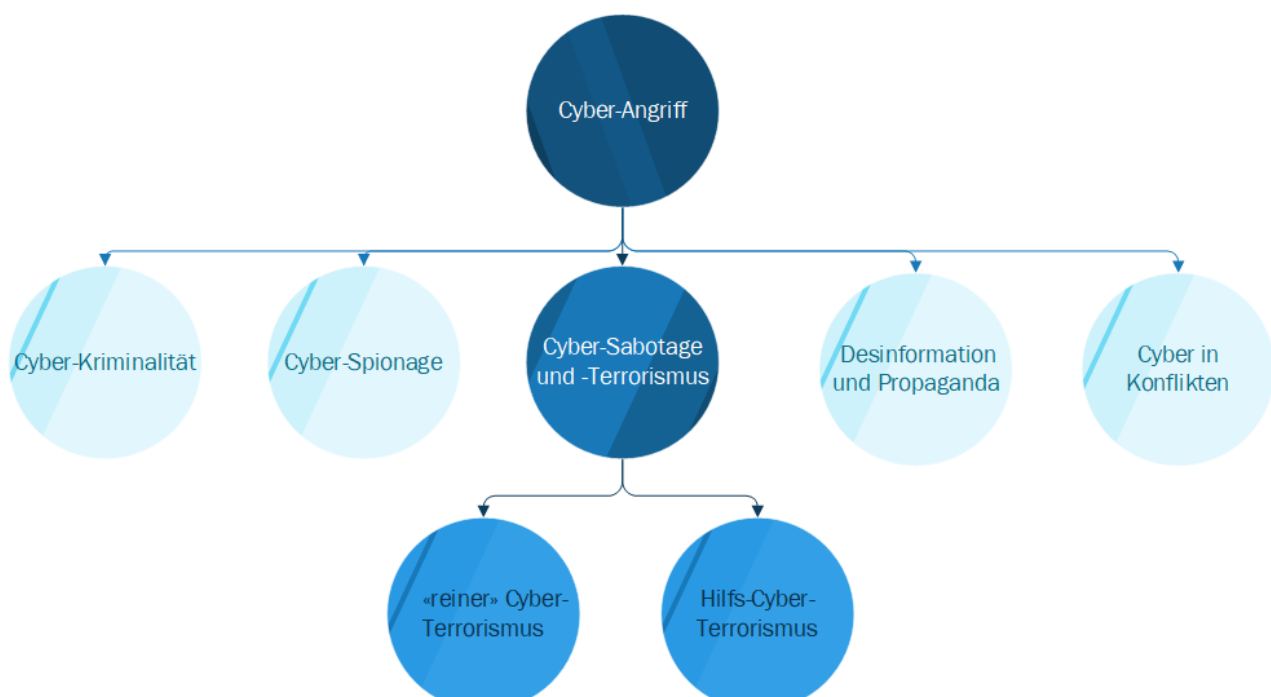 Cyber-Angriff
Cyber-Kriminalität
Cyber-Spionage
Cyber-Sabotage
und -Terrorismus
Desinformation
und Propaganda
Cyber in
Konflikten
«reiner» Cyber-
Terrorismus
Hilfs-Cyber-
Terrorismus